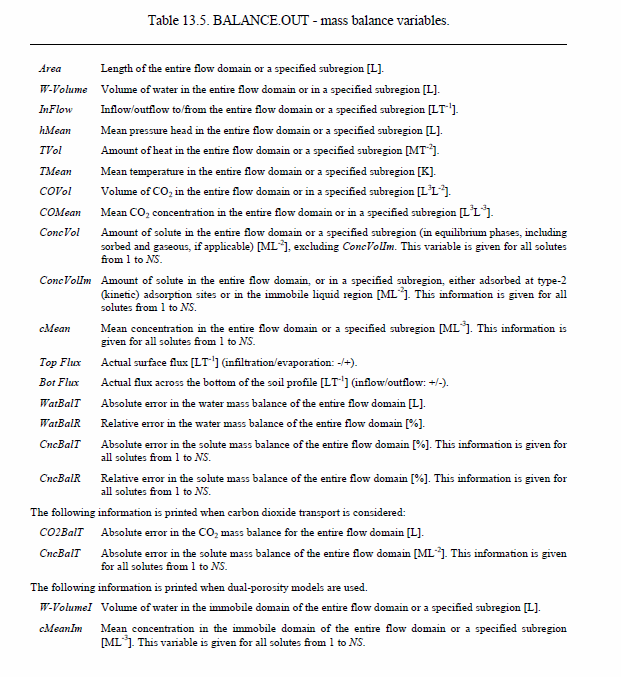 Table 13.5. BALANCE.OUT - mass balance variables.
Area Length of the entire flow domain or a specified subregion [L].
W-Volume Volume of water in the entire flow domain or in a specified subregion [L].
InFlow Inflow/outflow to/from the entire flow domain or a specified subregion [LT⁻¹].
hMean Mean pressure head in the entire flow domain or a specified subregion [L].
TVol Amount of heat in the entire flow domain or a specified subregion [MT⁻²].
TMean Mean temperature in the entire flow domain or a specified subregion [K].
COVol Volume of CO₂ in the entire flow domain or in a specified subregion [L³L⁻²].
COMean Mean CO₂ concentration in the entire flow domain or in a specified subregion [L³L⁻³].
ConcVol Amount of solute in the entire flow domain or a specified subregion (in equilibrium phases, including
sorbed and gaseous, if applicable) [ML⁻²], excluding ConcVolIm. This variable is given for all solutes
from 1 to NS.
ConcVolIm Amount of solute in the entire flow domain, or in a specified subregion, either adsorbed at type-2
(kinetic) adsorption sites or in the immobile liquid region [ML⁻²]. This information is given for all
solutes from 1 to NS.
cMean Mean concentration in the entire flow domain or a specified subregion [ML⁻³]. This information is
given for all solutes from 1 to NS.
Top Flux Actual surface flux [LT⁻¹] (infiltration/evaporation: -/+).
Bot Flux Actual flux across the bottom of the soil profile [LT⁻¹] (inflow/outflow: +/-).
WatBalT Absolute error in the water mass balance of the entire flow domain [L].
WatBalR Relative error in the water mass balance of the entire flow domain [%].
CncBalT Absolute error in the solute mass balance of the entire flow domain [%]. This information is given for
all solutes from 1 to NS.
CncBalR Relative error in the solute mass balance of the entire flow domain [%]. This information is given for
all solutes from 1 to NS.
The following information is printed when carbon dioxide transport is considered:
CO2BalT Absolute error in the CO₂ mass balance for the entire flow domain [L].
CncBalT Absolute error in the solute mass balance of the entire flow domain [ML⁻²]. This information is given
for all solutes from 1 to NS.
The following information is printed when dual-porosity models are used.
W-VolumeI Volume of water in the immobile domain of the entire flow domain or a specified subregion [L].
cMeanIm Mean concentration in the immobile domain of the entire flow domain or a specified subregion
[ML⁻³]. This variable is given for all solutes from 1 to NS.